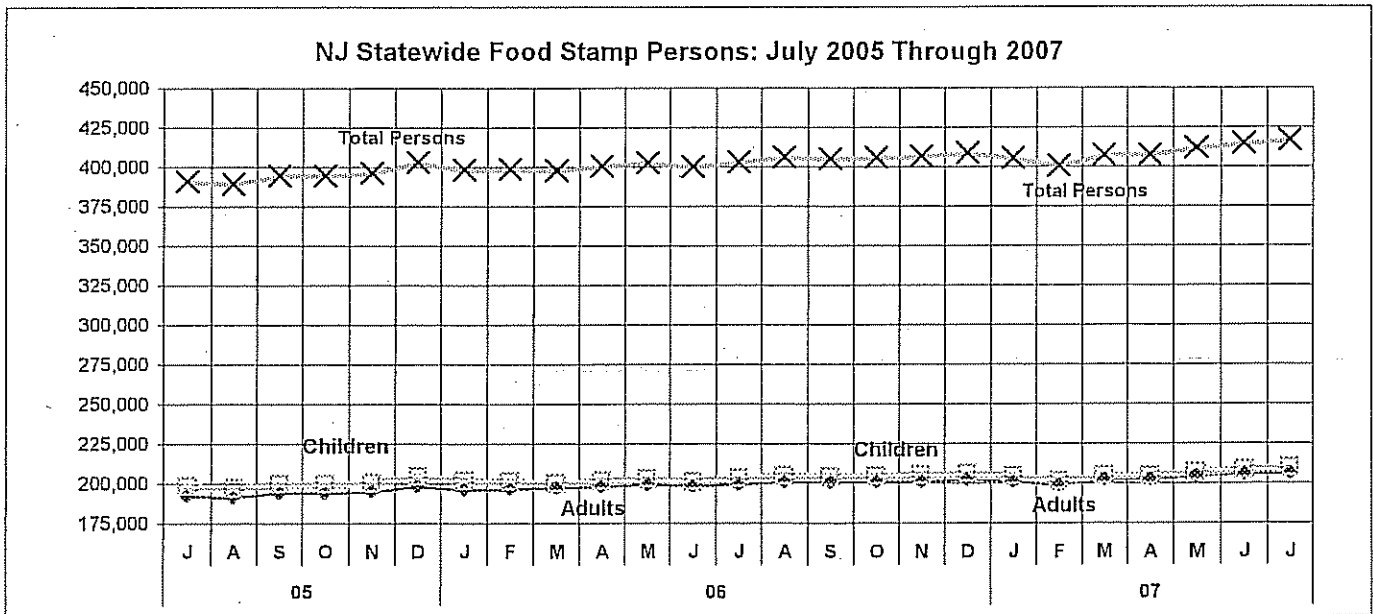 NJ Statewide Food Stamp Persons: July 2005 Through 2007
450,000
425,000
Total Persons
400,000
Total Persons
375,000
350,000
325,000
300,000
275,000
250,000
225,000
Children
Children
200,000
Adults
Adults
175,000
J A S O N D J F M A M J J A S O N D J F M A M J J
05 06 07